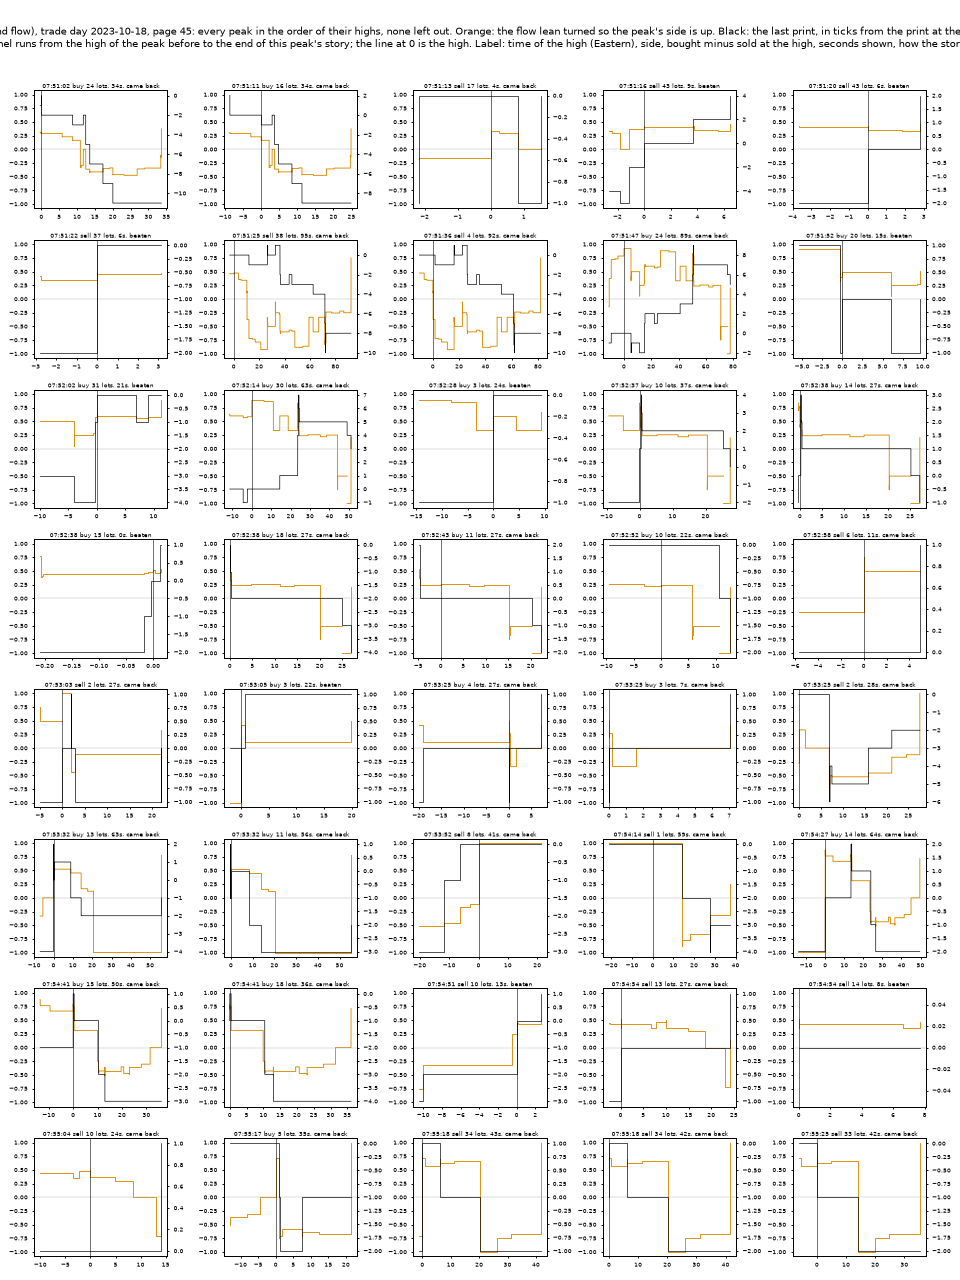 nd flow), trade day 2023-10-18, page 45: every peak in the order of their highs, none left out. Orange: the flow lean turned so the peak's side is up. Black: the last print, in ticks from the print at the
nel runs from the high of the peak before to the end of this peak's story; the line at 0 is the high. Label: time of the high (Eastern), side, bought minus sold at the high, seconds shown, how the stor
07:51:02 buy 24 lots. 34s. came back
07:51:11 buy 16 lots. 34s. came back
07:51:13 sell 17 lots. 4s. came back
07:51:16 sell 43 lots. 9s. beaten
07:51:20 sell 43 lots. 6s. beaten
07:51:22 sell 37 lots. 6s. beaten
07:51:25 sell 38 lots. 95s. came back
07:51:36 sell 4 lots. 92s. came back
07:51:47 buy 24 lots. 89s. came back
07:51:52 buy 20 lots. 15s. beaten
07:52:02 buy 31 lots. 21s. beaten
07:52:14 buy 30 lots. 63s. came back
07:52:28 buy 3 lots. 24s. beaten
07:52:37 buy 10 lots. 37s. came back
07:52:38 buy 14 lots. 27s. came back
07:52:38 buy 15 lots. 0s. beaten
07:52:38 buy 18 lots. 27s. came back
07:52:43 buy 11 lots. 27s. came back
07:52:52 buy 10 lots. 22s. came back
07:52:58 sell 6 lots. 11s. came back
07:53:03 sell 2 lots. 27s. came back
07:53:05 buy 3 lots. 22s. beaten
07:53:25 buy 4 lots. 27s. came back
07:53:25 buy 3 lots. 7s. came back
07:53:25 sell 2 lots. 28s. came back
07:53:32 buy 13 lots. 63s. came back
07:53:32 buy 11 lots. 56s. came back
07:53:52 sell 8 lots. 41s. came back
07:54:14 sell 1 lots. 59s. came back
07:54:27 buy 14 lots. 64s. came back
07:54:41 buy 15 lots. 50s. came back
07:54:41 buy 18 lots. 36s. came back
07:54:51 sell 10 lots. 13s. beaten
07:54:54 sell 13 lots. 27s. came back
07:54:54 sell 14 lots. 8s. beaten
07:55:04 sell 10 lots. 24s. came back
07:55:17 buy 5 lots. 35s. came back
07:55:18 sell 34 lots. 43s. came back
07:55:18 sell 34 lots. 42s. came back
07:55:25 sell 33 lots. 42s. came back